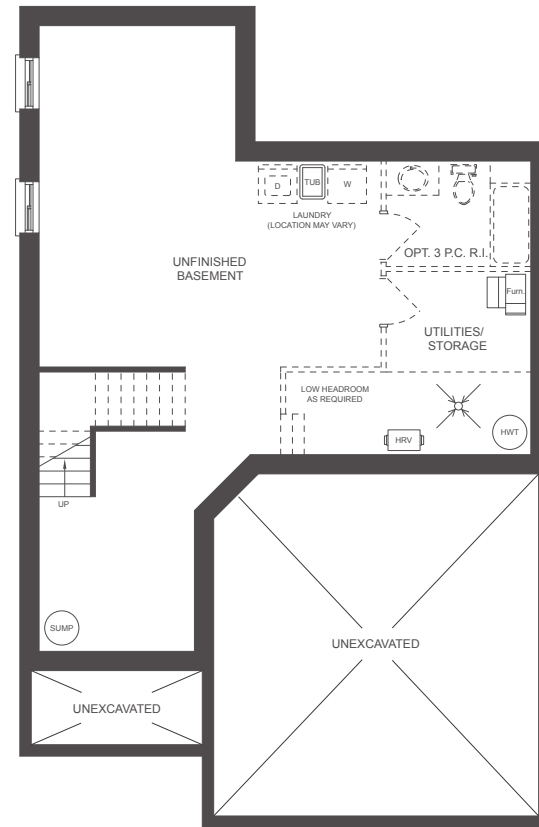 D
TUB
W
LAUNDRY
(LOCATION MAY VARY)
OPT. 3 P.C. R.I.
UNFINISHED
BASEMENT
Furn.
UTILITIES/
STORAGE
LOW HEADROOM
AS REQUIRED
HRV
HWT
UP
SUMP
UNEXCAVATED
UNEXCAVATED